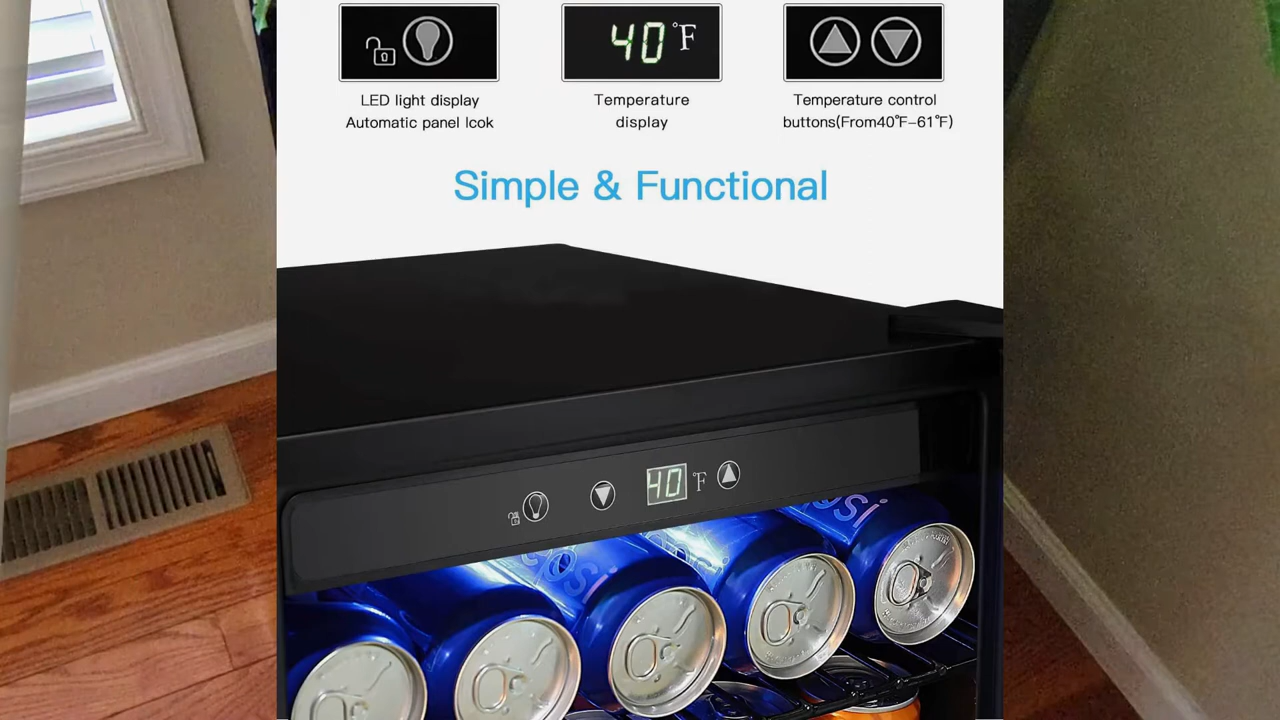 40°F
LED light display
Automatic panel lcok
Temperature
display
Temperature control
buttons(From40°F-61°F)
Simple & Functional
40°F